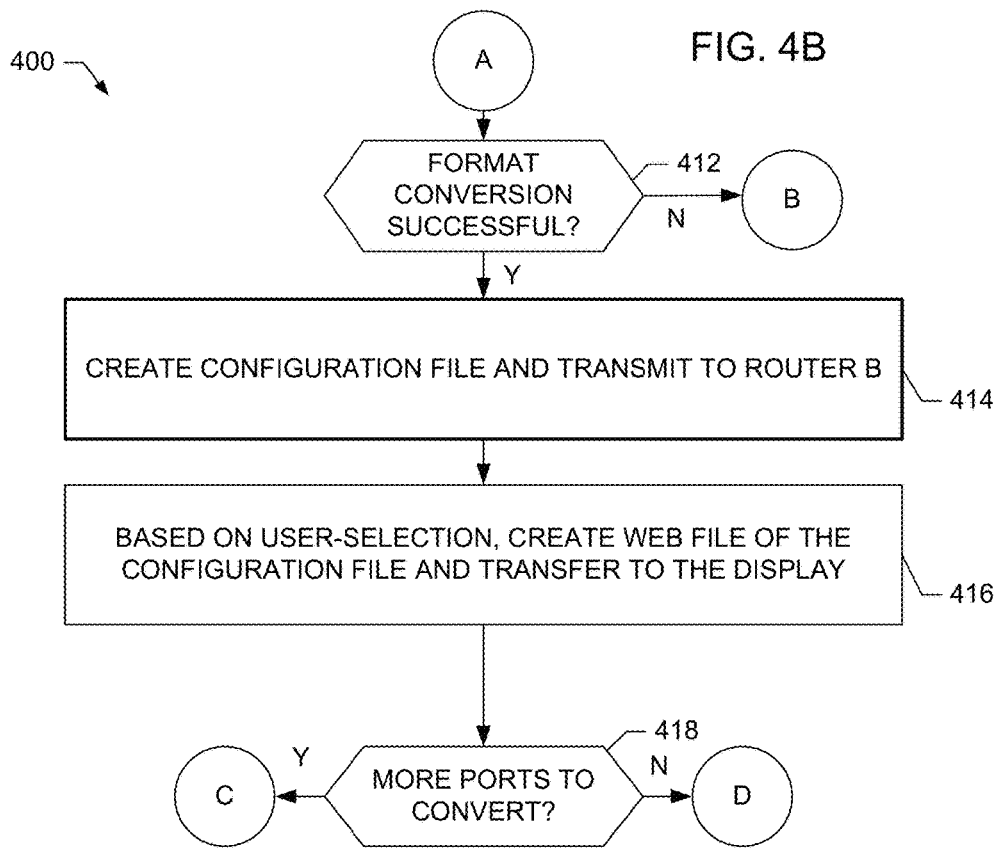 FIG. 4B
400
A
FORMAT
CONVERSION
SUCCESSFUL?
412
N
B
Y
CREATE CONFIGURATION FILE AND TRANSMIT TO ROUTER B
414
BASED ON USER-SELECTION, CREATE WEB FILE OF THE
CONFIGURATION FILE AND TRANSFER TO THE DISPLAY
416
418
Y
N
C
MORE PORTS TO
CONVERT?
D